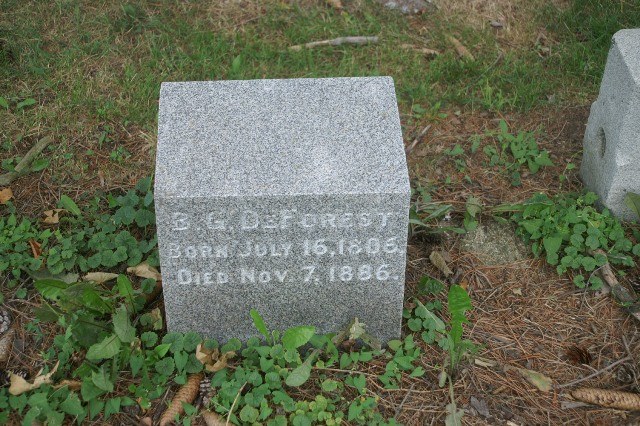 B. G. DEFOREST
BORN JULY 16, 1806.
DIED NOV. 7, 1886.